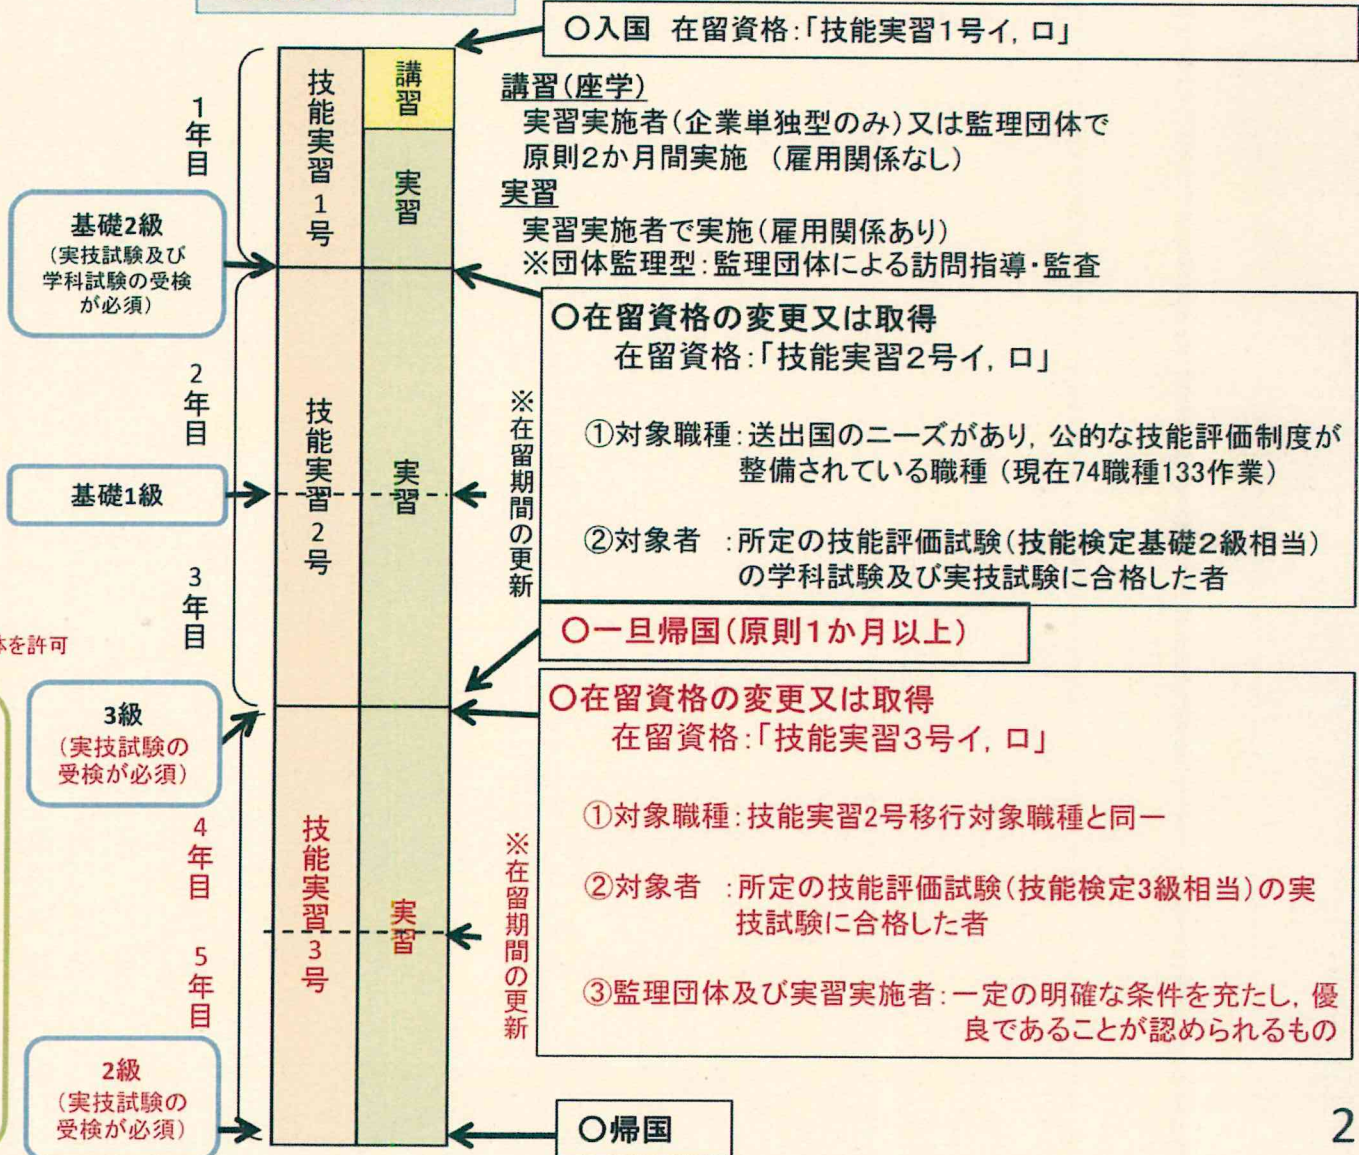 ○入国 在留資格:「技能実習1号イ, ロ」
講習(座学)
実習実施者(企業単独型のみ)又は監理団体で
原則2か月間実施 (雇用関係なし)
実習
実習実施者で実施(雇用関係あり)
※団体監理型:監理団体による訪問指導・監査
1年目
技能実習1号
講習
実習
基礎2級
(実技試験及び
学科試験の受検
が必須)
○在留資格の変更又は取得
在留資格:「技能実習2号イ, ロ」
①対象職種:送出国のニーズがあり, 公的な技能評価制度が
整備されている職種 (現在74職種133作業)
②対象者 :所定の技能評価試験(技能検定基礎2級相当)
の学科試験及び実技試験に合格した者
2年目
技能実習2号
実習
※在留期間の更新
基礎1級
3年目
○一旦帰国(原則1か月以上)
体を許可
3級
(実技試験の
受検が必須)
○在留資格の変更又は取得
在留資格:「技能実習3号イ, ロ」
①対象職種:技能実習2号移行対象職種と同一
②対象者 :所定の技能評価試験(技能検定3級相当)の実
技試験に合格した者
③監理団体及び実習実施者:一定の明確な条件を充たし, 優
良であることが認められるもの
4年目
技能実習3号
実習
※在留期間の更新
5年目
2級
(実技試験の
受検が必須)
○帰国
2